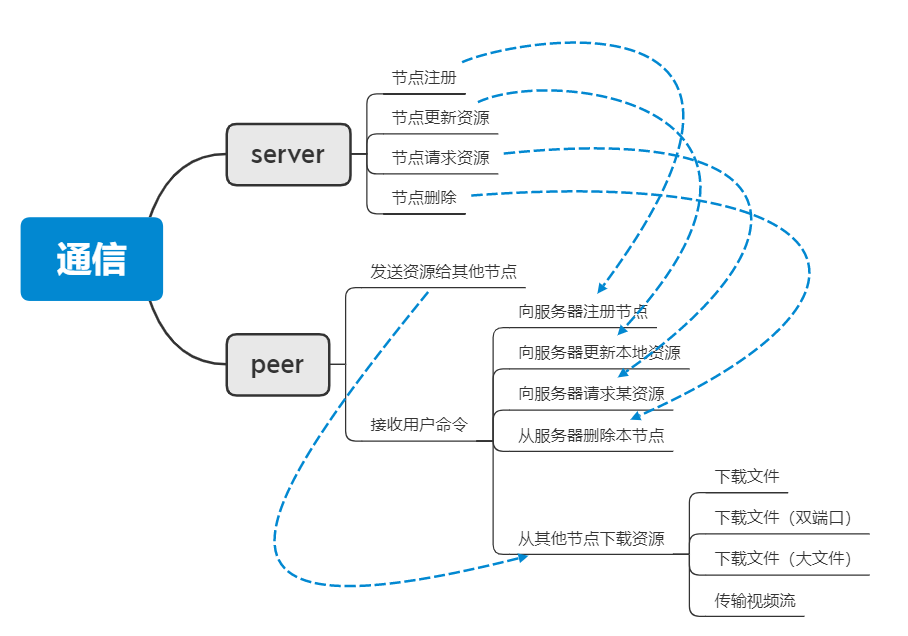 通信
server
节点注册
节点更新资源
节点请求资源
节点删除
peer
发送资源给其他节点
接收用户命令
向服务器注册节点
向服务器更新本地资源
向服务器请求某资源
从服务器删除本节点
从其他节点下载资源
下载文件
下载文件（双端口）
下载文件（大文件）
传输视频流